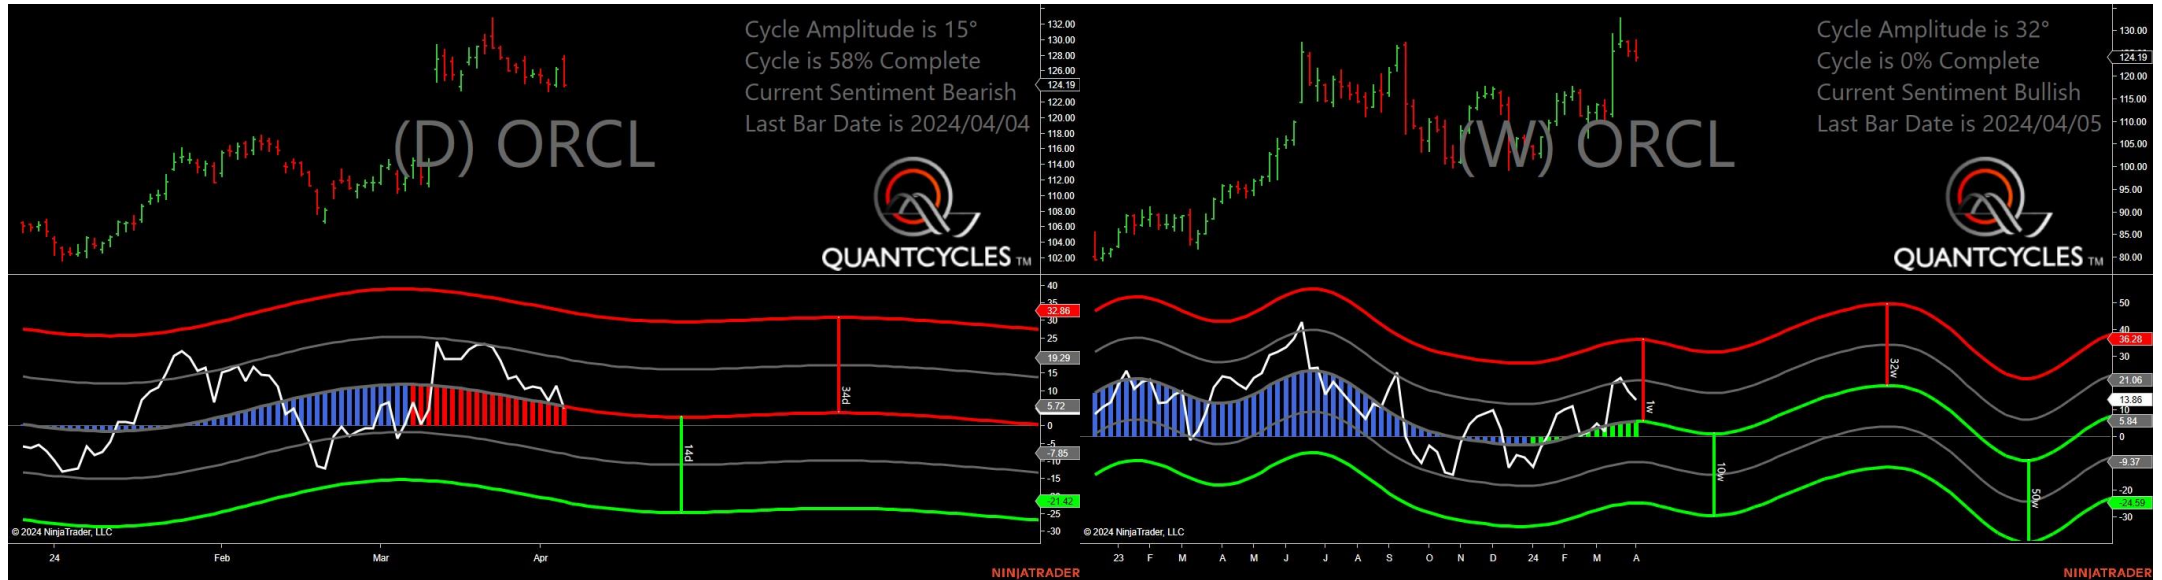 Cycle Amplitude is 15°
Cycle is 58% Complete
Current Sentiment Bearish
Last Bar Date is 2024/04/04
(D) ORCL
QUANTCYCLES TM
132.00
130.00
128.00
126.00
124.19
122.00
120.00
118.00
116.00
114.00
112.00
110.00
108.00
106.00
104.00
102.00
40
35
32.86
30
25
19.29
15
10
5.72
0
-5
-7.85
-10
-15
-21.42
-25
-30
34d
14d
© 2024 NinjaTrader, LLC
24
Feb
Mar
Apr
NINJATRADER
Cycle Amplitude is 32°
Cycle is 0% Complete
Current Sentiment Bullish
Last Bar Date is 2024/04/05
(W) ORCL
QUANTCYCLES TM
130.00
124.19
120.00
115.00
110.00
105.00
100.00
95.00
90.00
85.00
80.00
50
40
36.28
30
21.06
13.86
10
5.84
0
-9.37
-20
-24.59
-30
1w
10w
32w
50w
© 2024 NinjaTrader, LLC
23
F
M
A
M
J
J
A
S
O
N
D
24
F
M
A
NINJATRADER